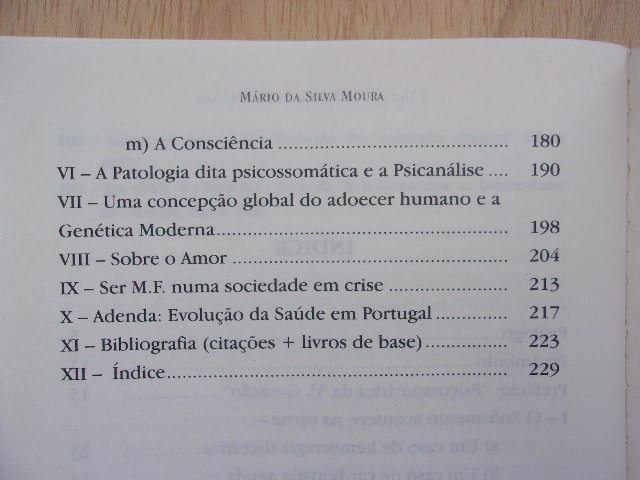 MÁRIO DA SILVA MOURA
m) A Consciência ........................................ 180
VI – A Patologia dita psicossomática e a Psicanálise .... 190
VII – Uma concepção global do adoecer humano e a
Genética Moderna.................................................. 198
VIII – Sobre o Amor ................................................ 204
IX – Ser M.F. numa sociedade em crise ..................... 213
X – Adenda: Evolução da Saúde em Portugal ............. 217
XI – Bibliografia (citações + livros de base).............. 223
XII – Índice............................................................ 229